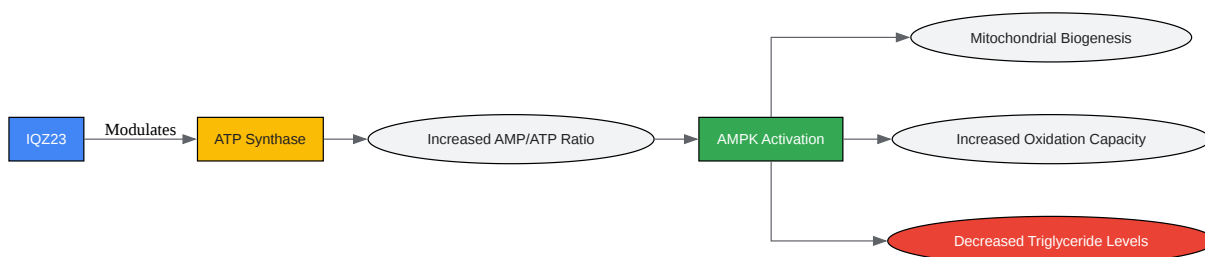 Mitochondrial Biogenesis
IQZ23
Modulates
ATP Synthase
Increased AMP/ATP Ratio
AMPK Activation
Increased Oxidation Capacity
Decreased Triglyceride Levels